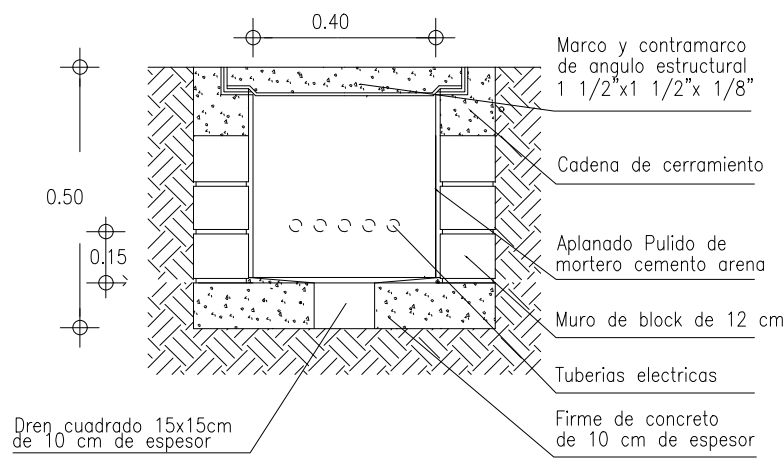 0.40
Marco y contramarco
de angulo estructural
1 1/2"x1 1/2"x 1/8"
Cadena de cerramiento
0.50
0.15
Aplanado Pulido de
mortero cemento arena
Muro de block de 12 cm
Tuberias electricas
Dren cuadrado 15x15cm
de 10 cm de espesor
Firme de concreto
de 10 cm de espesor